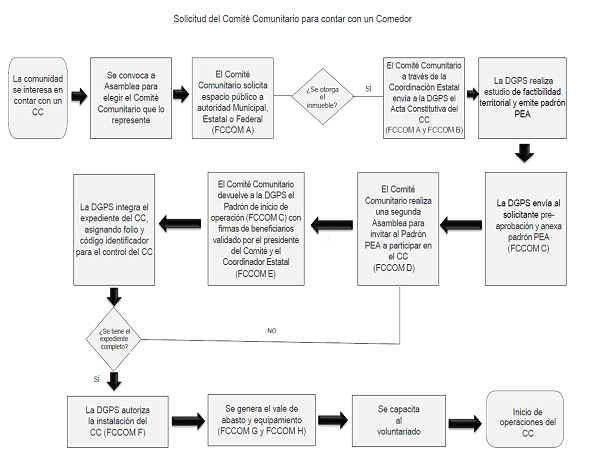 Solicitud del Comité Comunitario para contar con un Comedor
La comunidad
se interesa en
contar con un
CC
Se convoca a
Asamblea para
elegir el Comité
Comunitario que lo
represente
El Comité
Comunitario solicita
espacio público a
autoridad Municipal,
Estatal o Federal
(FCCOM A)
¿Se otorga
el
inmueble?
SÍ
El Comité Comunitario
a través de la
Coordinación Estatal
envía a la DGPS el
Acta Constitutiva del
CC
(FCCOM A y FCCOM B)
La DGPS realiza
estudio de factibilidad
territorial y emite padrón
PEA
La DGPS envía al
solicitante pre-
aprobación y anexa
padrón PEA
(FCCOM C)
El Comité
Comunitario realiza
una segunda
Asamblea para
invitar al Padrón
PEA a participar en
el CC
(FCCOM D)
El Comité Comunitario
devuelve a la DGPS el
Padrón de inicio de
operación (FCCOM C) con
firmas de beneficiarios
validado por el presidente
del Comité y el
Coordinador Estatal
(FCCOM E)
La DGPS integra el
expediente del CC,
asignando folio y
código identificador
para el control del CC
¿Se tiene el
expediente
completo?
NO
SÍ
La DGPS autoriza
la instalación del
CC (FCCOM F)
Se genera el vale de
abasto y equipamiento
(FCCOM G y FCCOM H)
Se capacita
al
voluntariado
Inicio de
operaciones del
CC